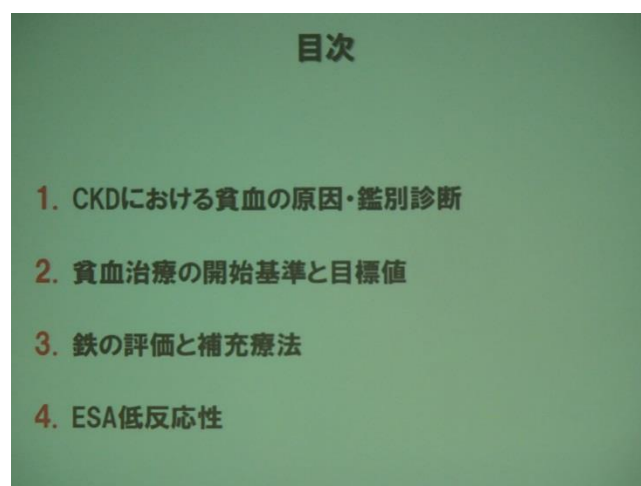 目次
1. CKDにおける貧血の原因・鑑別診断
2. 貧血治療の開始基準と目標値
3. 鉄の評価と補充療法
4. ESA低反応性